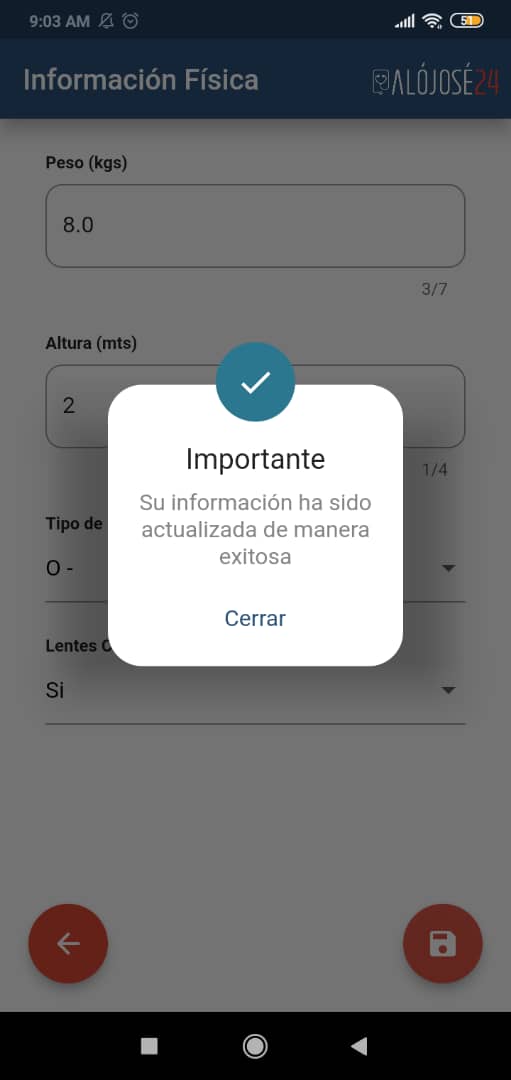 9:03 AM
51
Información Física
ALÓJOSÉ24
Peso (kgs)
8.0
3/7
Altura (mts)
2
1/4
Importante
Su información ha sido
actualizada de manera
exitosa
Cerrar
Tipo de
O -
Lentes
Si